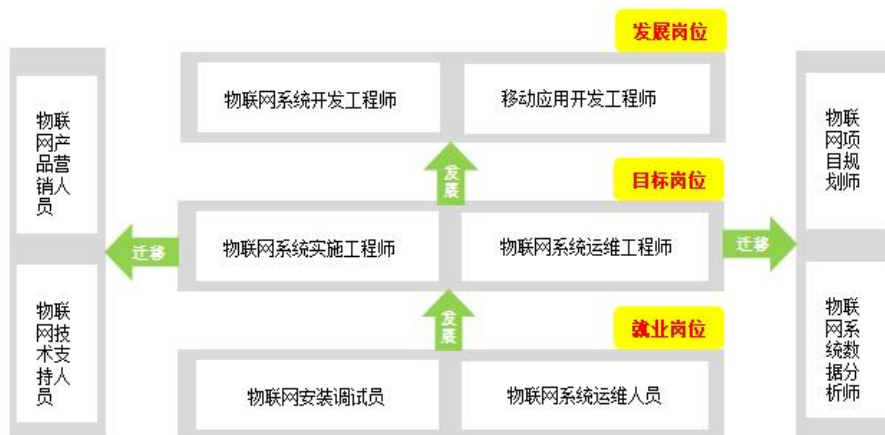 发展岗位
物联网系统开发工程师
移动应用开发工程师
发展
目标岗位
物联网系统实施工程师
物联网系统运维工程师
发展
就业岗位
物联网安装调试员
物联网系统运维人员
迁移
物联
网产
品营
销人
员
物联
网技
术支
持人
员
迁移
物联
网项
目规
划师
物联
网系
统数
据分
析师